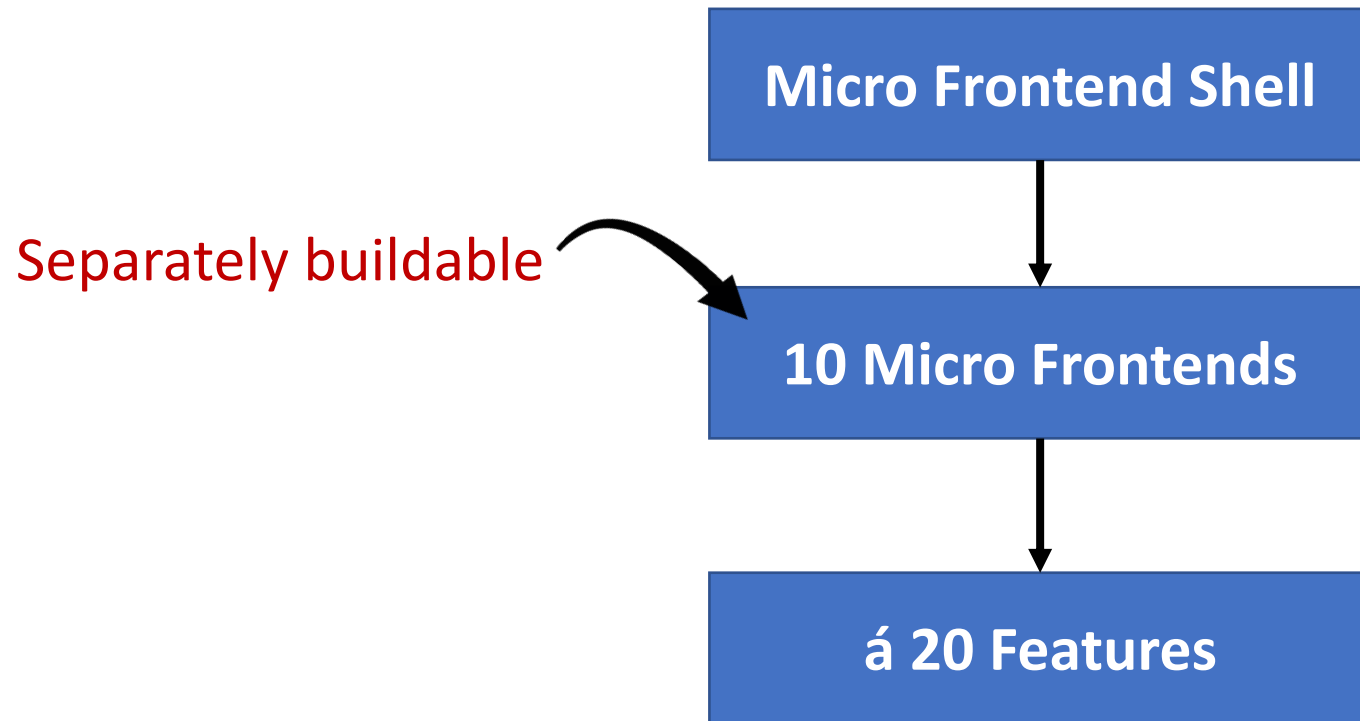 Micro Frontend Shell
Separately buildable
10 Micro Frontends
á 20 Features